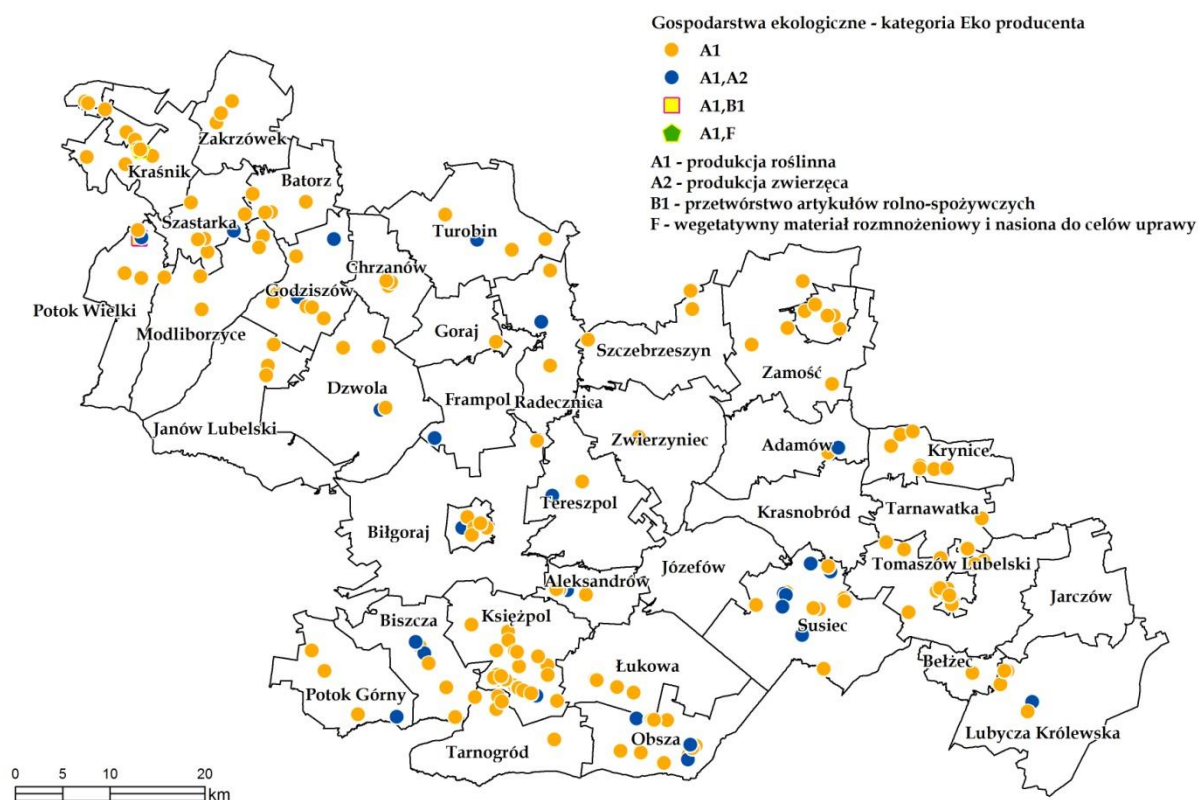 Gospodarstwa ekologiczne - kategoria Eko producenta
A1
A1,A2
A1,B1
A1,F
A1 - produkcja roślinna
A2 - produkcja zwierzęca
B1 - przetwórstwo artykułów rolno-spożywczych
F - wegetatywny materiał rozmnożeniowy i nasiona do celów uprawy
Zakrzówek
Kraśnik
Batorz
Szastarka
Turobin
Chrzanów
Godziszów
Potok Wielki
Modliborzyce
Goraj
Szczebrzeszyn
Zamość
Dzwola
Frampol
Radecznica
Janów Lubelski
Zwierzyniec
Adamów
Krynice
Tereszpol
Krasnobród
Tarnawatka
Biłgoraj
Józefów
Tomaszów Lubelski
Aleksandrów
Jarczów
Biszcza
Księżpol
Susiec
Łukowa
Bełżec
Potok Górny
Lubycza Królewska
Obsza
Tarnogród
0 5 10 20
km